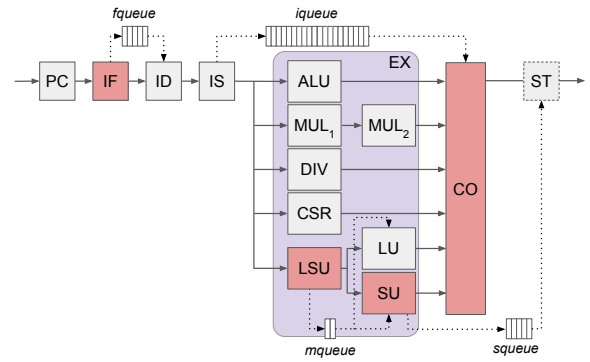 fqueue
iqueue
EX
PC
IF
ID
IS
ALU
ST
MUL1
MUL2
DIV
CO
CSR
LU
LSU
SU
mqueue
squeue